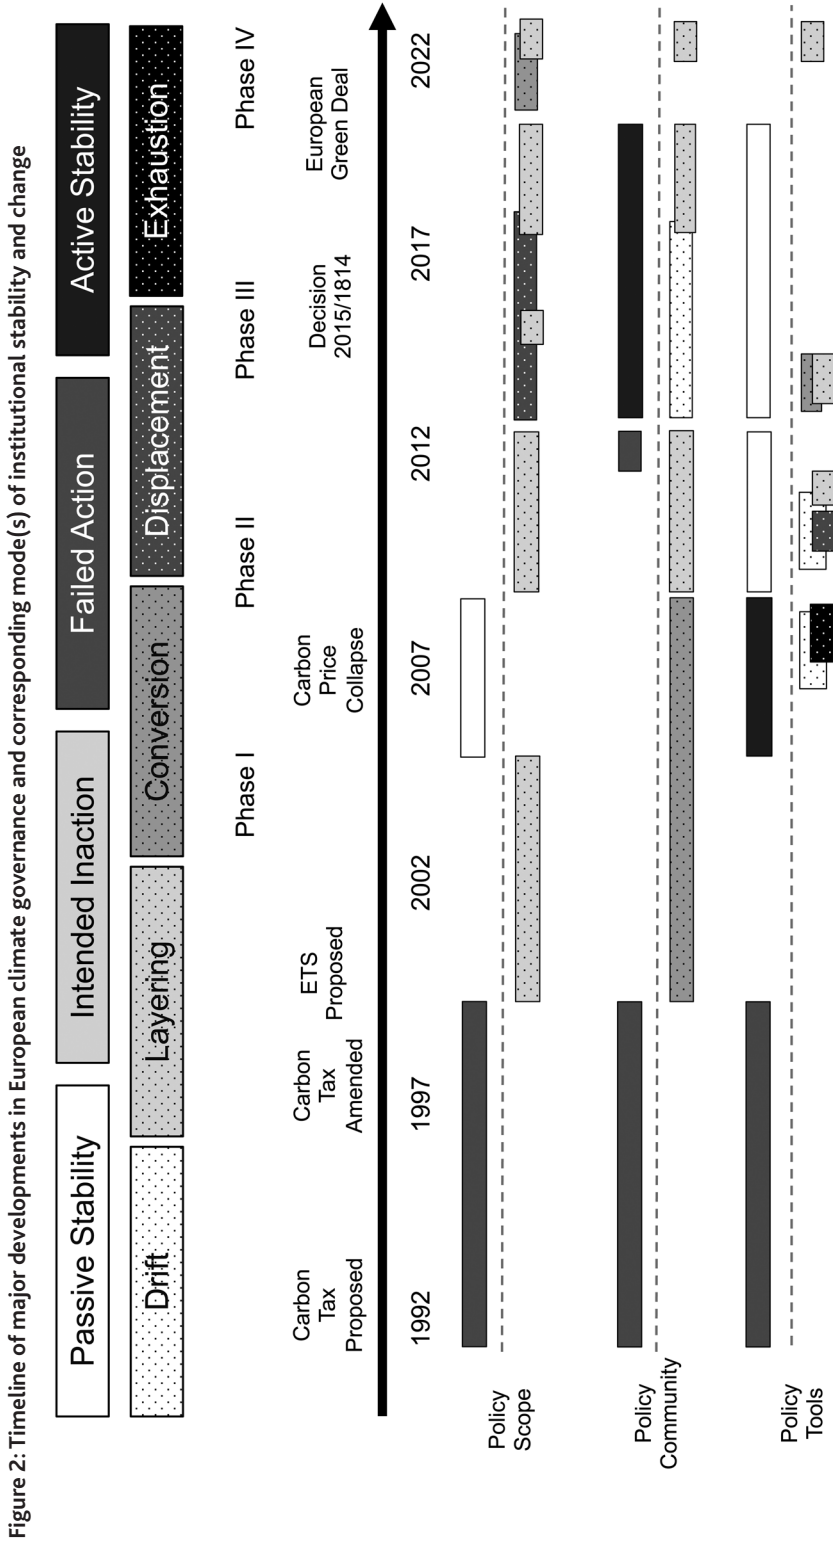 Figure 2: Timeline of major developments in European climate governance and corresponding mode(s) of institutional stability and change
Passive Stability
Intended Inaction
Failed Action
Active Stability
Drift
Layering
Conversion
Displacement
Exhaustion
Phase I
Phase II
Phase III
Phase IV
Carbon
Tax
Proposed
Carbon
Tax
Amended
ETS
Proposed
Carbon
Price
Collapse
Decision
2015/1814
European
Green Deal
1992
1997
2002
2007
2012
2017
2022
Policy
Scope
Policy
Community
Policy
Tools